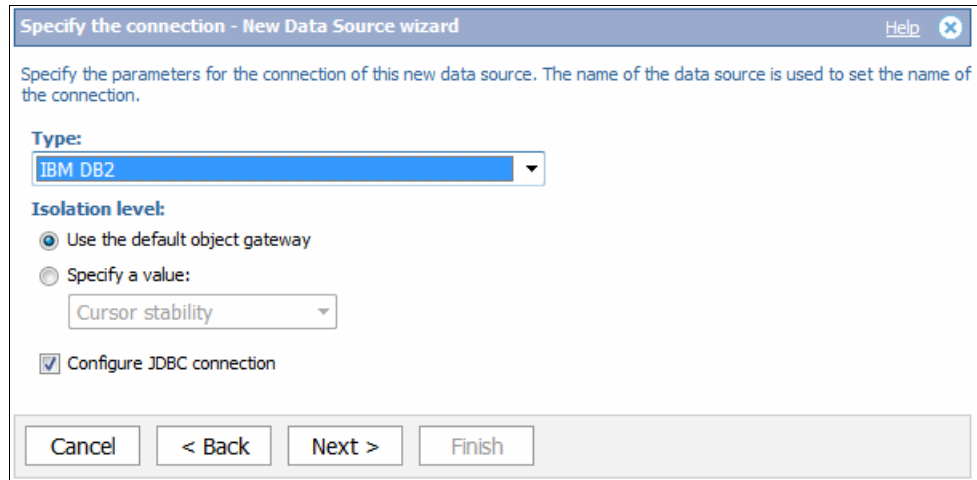 Specify the connection - New Data Source wizard Help
Specify the parameters for the connection of this new data source. The name of the data source is used to set the name of
the connection.
Type:
IBM DB2
Isolation level:
Use the default object gateway
Specify a value:
Cursor stability
Configure JDBC connection
Cancel < Back Next > Finish